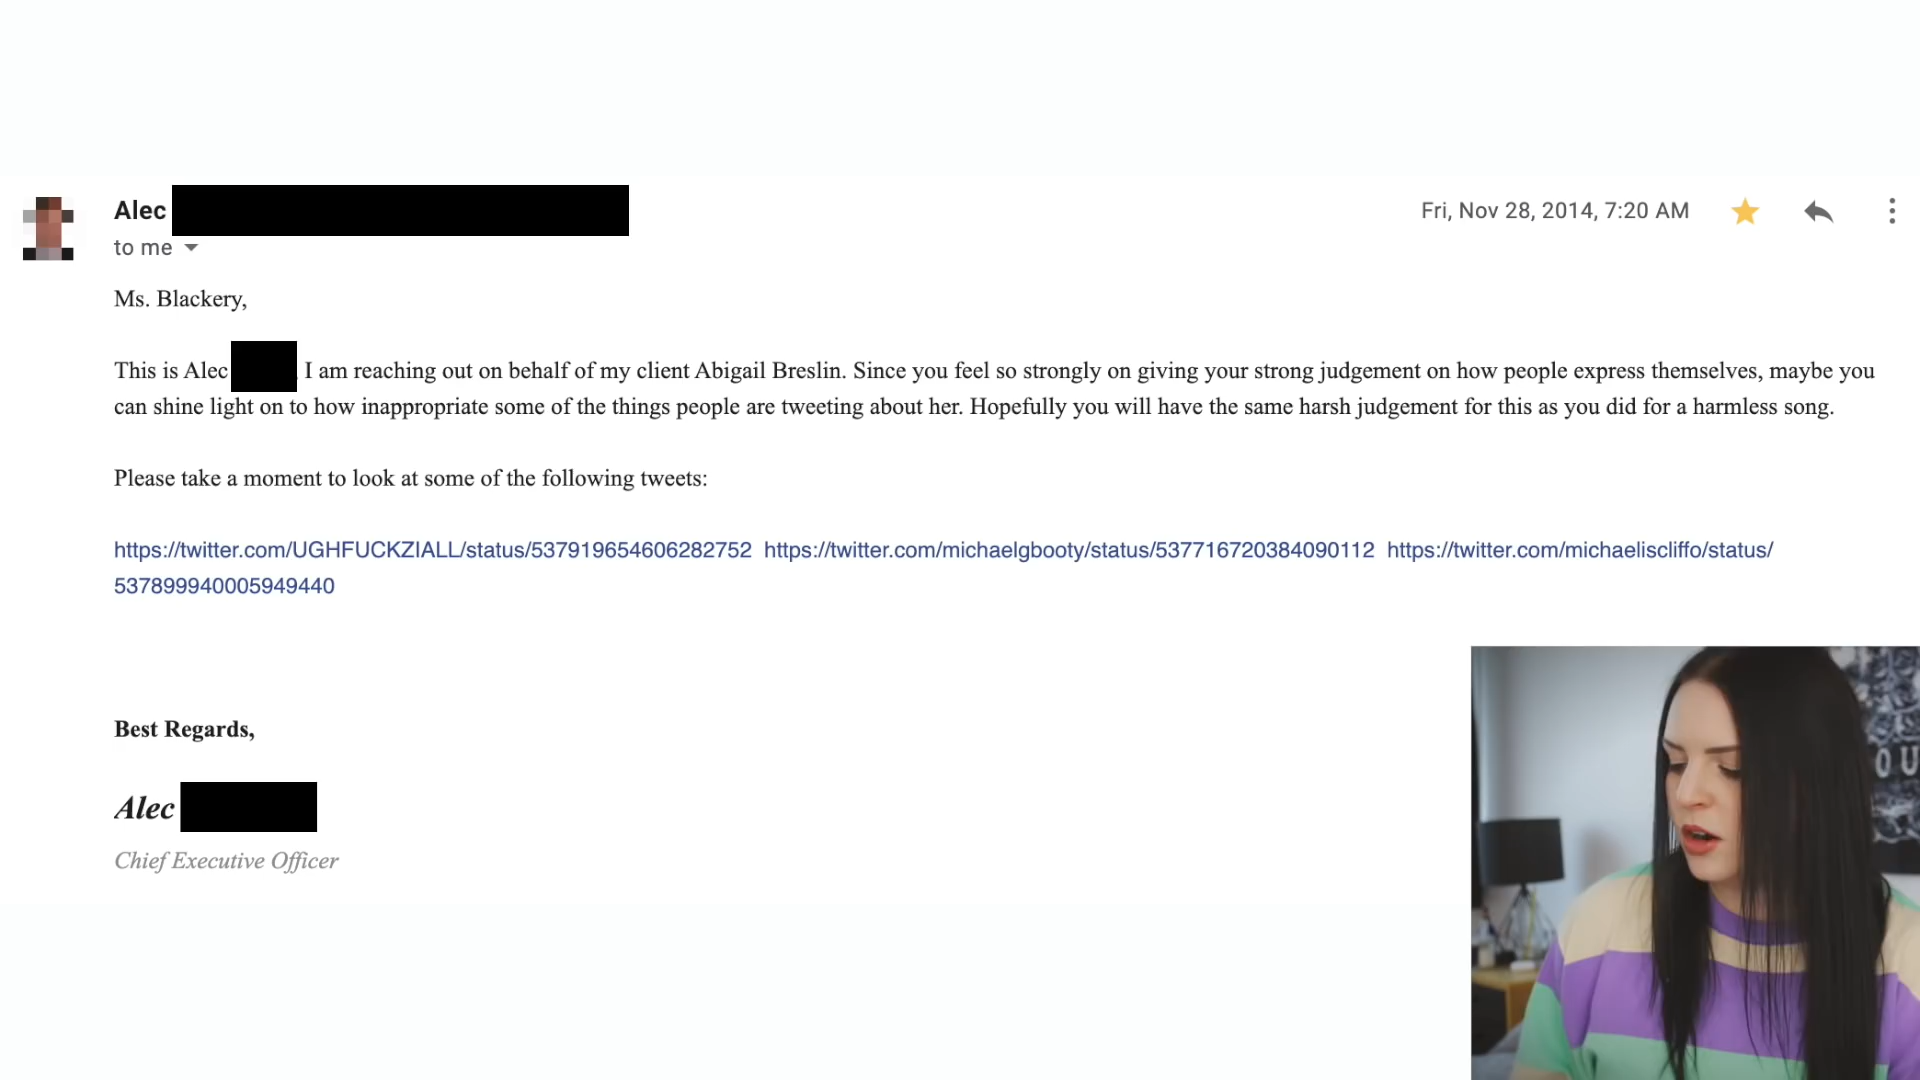 Alec
Fri, Nov 28, 2014, 7:20 AM
to me
Ms. Blackery,
This is Alec I am reaching out on behalf of my client Abigail Breslin. Since you feel so strongly on giving your strong judgement on how people express themselves, maybe you
can shine light on to how inappropriate some of the things people are tweeting about her. Hopefully you will have the same harsh judgement for this as you did for a harmless song.
Please take a moment to look at some of the following tweets:
https://twitter.com/UGHFUCKZIALL/status/537919654606282752 https://twitter.com/michaelgbooty/status/537716720384090112 https://twitter.com/michaeliscliffo/status/
537899940005949440
Best Regards,
Alec
Chief Executive Officer
OU